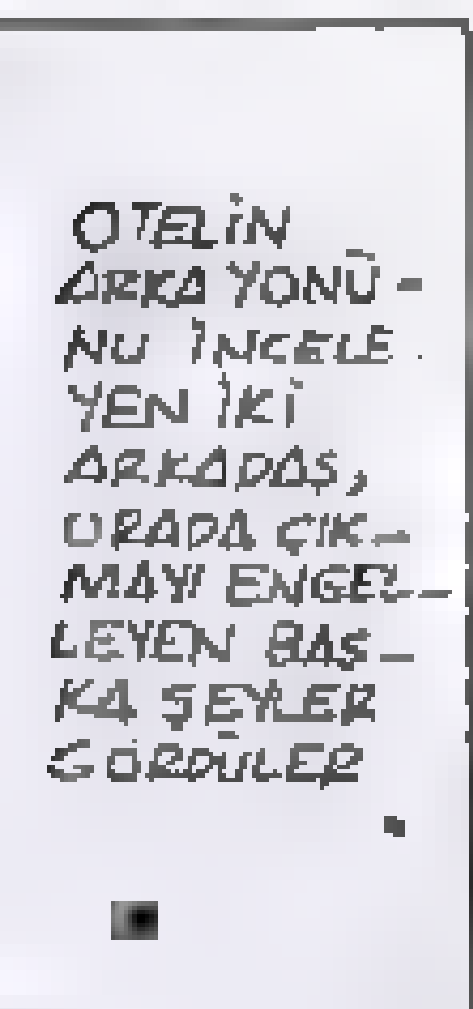 OTELİN
ARKA YÖNÜ-
NÜ İNCELE-
YEN İKİ
ARKADAŞ,
ORADA ÇIK-
MAYI ENGEL-
LEYEN BAŞ-
KA ŞEYLER
GÖRDÜLER